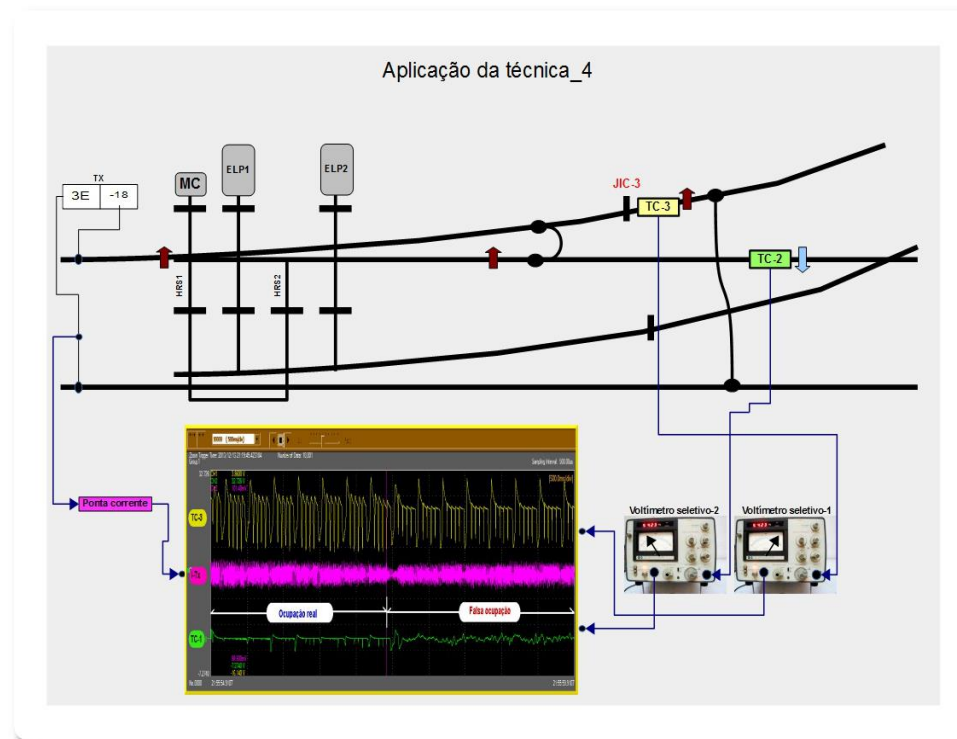 Aplicação da técnica_4
TX
3E
-18
MC
ELP1
ELP2
JIC-3
TC-3
TC-2
HRS1
HRS2
Ponta corrente
Voltímetro seletivo-2
Voltímetro seletivo-1
TC-3
Ocupação real
Falsa ocupação
TC-1